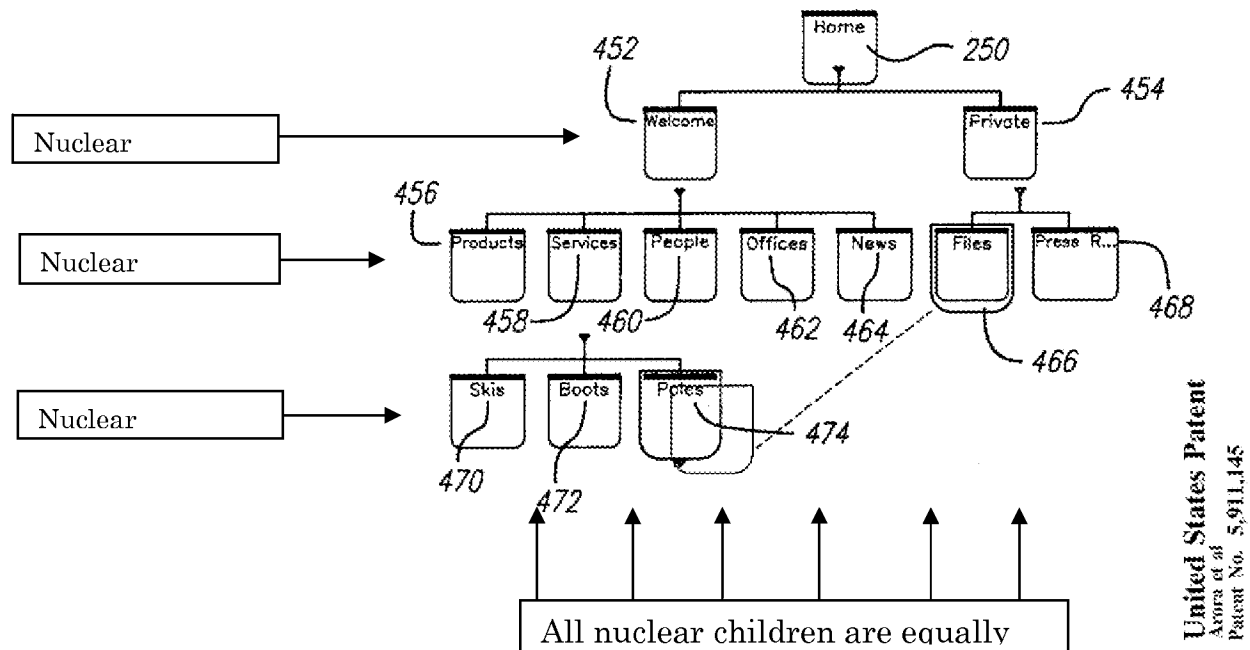 Home
452
250
454
Nuclear
Welcome
Private
456
Nuclear
Products
Services
People
Offices
News
Files
Press R...
458
460
462
464
468
466
Nuclear
Skis
Boots
Poles
474
470
472
All nuclear children are equally
United States Patent
Arora et al
Patent No. 5,911,145